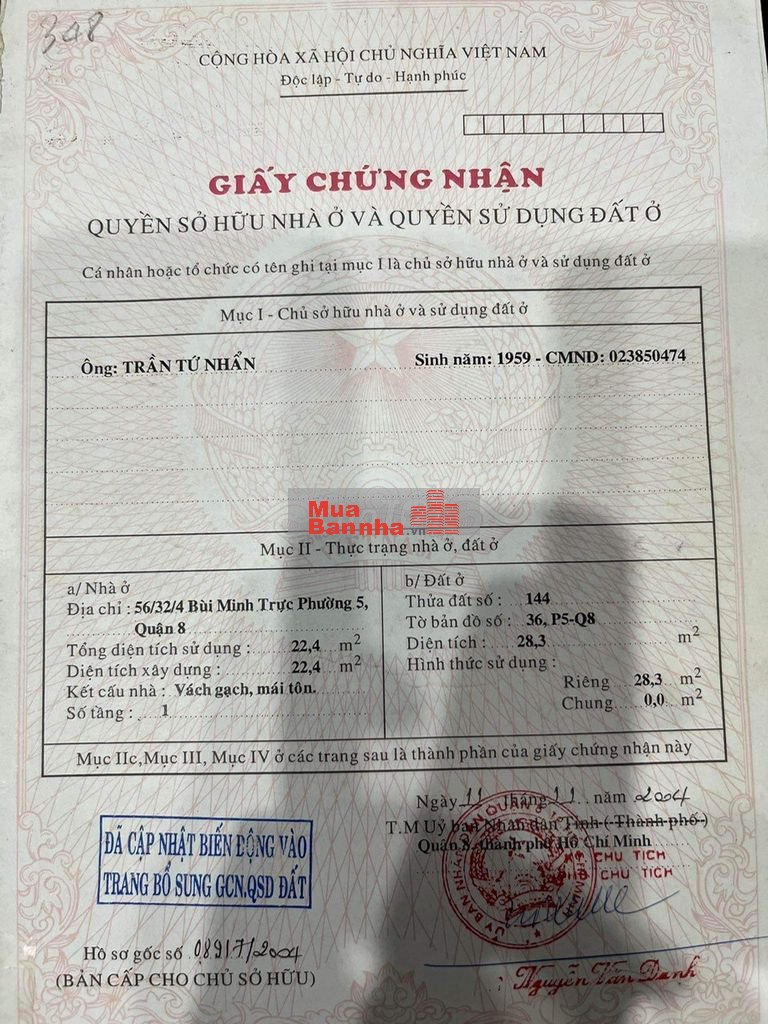 348
CỘNG HÒA XÃ HỘI CHỦ NGHĨA VIỆT NAM
Độc lập - Tự do - Hạnh phúc
GIẤY CHỨNG NHẬN
QUYỀN SỞ HỮU NHÀ Ở VÀ QUYỀN SỬ DỤNG ĐẤT Ở
Cá nhân hoặc tổ chức có tên ghi tại mục I là chủ sở hữu nhà ở và sử dụng đất ở
Mục I - Chủ sở hữu nhà ở và sử dụng đất ở
Ông: TRẦN TỨ NHẨN Sinh năm: 1959 - CMND: 023850474
Mua
Bannha.vn
Mục II - Thực trạng nhà ở, đất ở
a/ Nhà ở
Địa chỉ : 56/32/4 Bùi Minh Trực Phường 5,
Quận 8
Tổng diện tích sử dụng : 22,4 m2
Diện tích xây dựng : 22,4 m2
Kết cấu nhà : Vách gạch, mái tôn.
Số tầng : 1
b/ Đất ở
Thửa đất số : 144
Tờ bản đồ số : 36, P5-Q8
Diện tích : 28,3 m2
Hình thức sử dụng :
Riêng 28,3 m2
Chung 0,0 m2
Mục IIc,Mục III, Mục IV ở các trang sau là thành phần của giấy chứng nhận này
Ngày 11 tháng 11 năm 2004
T.M Uỷ ban Nhân dân Tỉnh ( Thành phố )
Quận 8, thành phố Hồ Chí Minh
CHỦ TỊCH
PHÓ CHỦ TỊCH
Nguyễn Văn Danh
ĐÃ CẬP NHẬT BIẾN ĐỘNG VÀO
TRANG BỔ SUNG GCN.QSD ĐẤT
Hồ sơ gốc số 08917/2004
(BẢN CẤP CHO CHỦ SỞ HỮU)